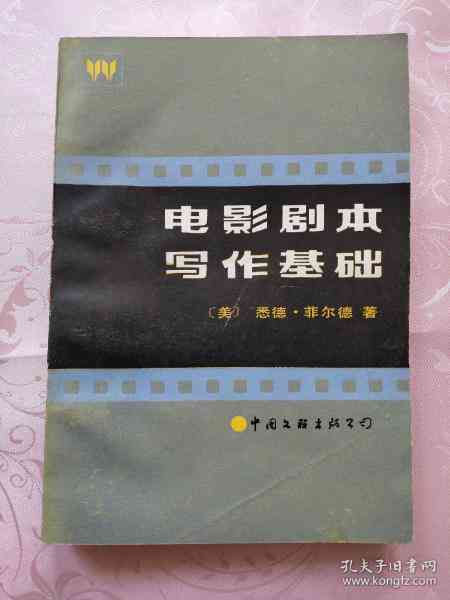 电影剧本
写作基础
〔美〕 悉德·菲尔德 著
中国文联出版公司
孔夫子旧书网
www.kongfz.com